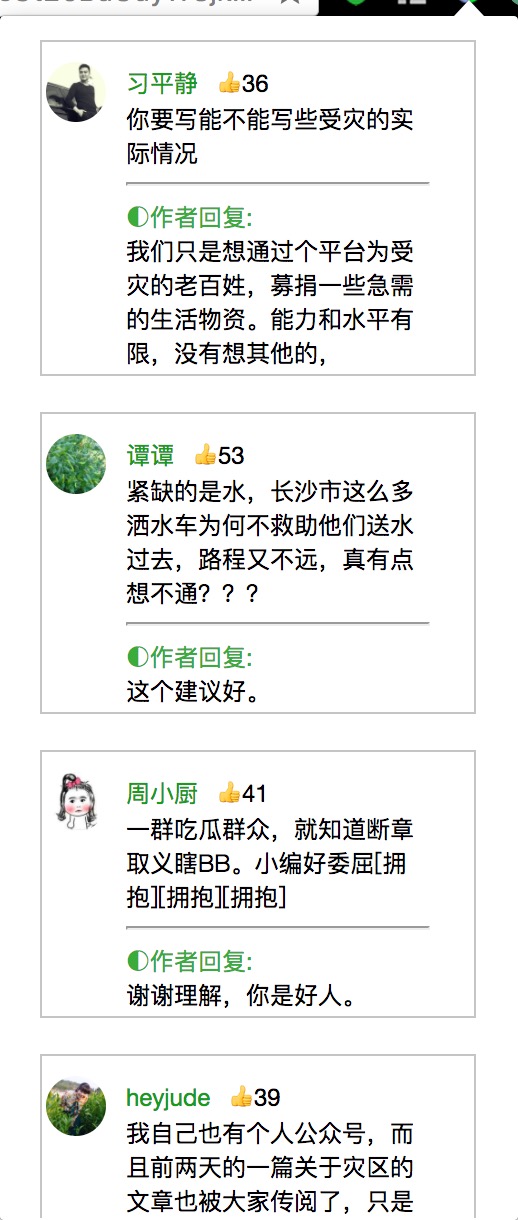 习平静 36
你要写能不能写些受灾的实
际情况
作者回复:
我们只是想通过个平台为受
灾的老百姓，募捐一些急需
的生活物资。能力和水平有
限，没有想其他的，
谭谭 53
紧缺的是水，长沙市这么多
洒水车为何不救助他们送水
过去，路程又不远，真有点
想不通？？？
作者回复:
这个建议好。
周小厨 41
一群吃瓜群众，就知道断章
取义瞎BB。小编好委屈[拥
抱][拥抱][拥抱]
作者回复:
谢谢理解，你是好人。
heyjude 39
我自己也有个人公众号，而
且前两天的一篇关于灾区的
文章也被大家传阅了，只是